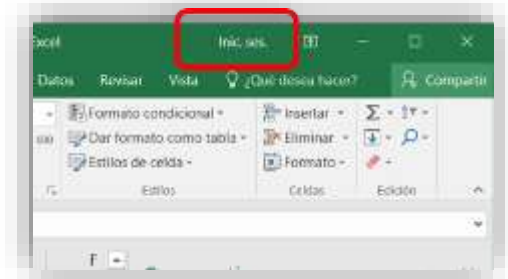 Excel Inic. ses.
Datos Revisar Vista ¿Qué desea hacer? Compartir
Formato condicional Insertar
000 Dar formato como tabla Eliminar
Estilos de celda Formato
Estilos Celdas Edición
F